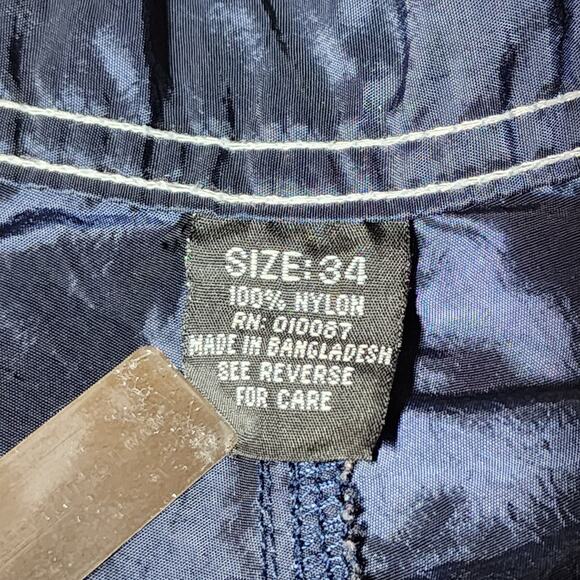 SIZE: 34
100% NYLON
RN: 010087
MADE IN BANGLADESH
SEE REVERSE
FOR CARE